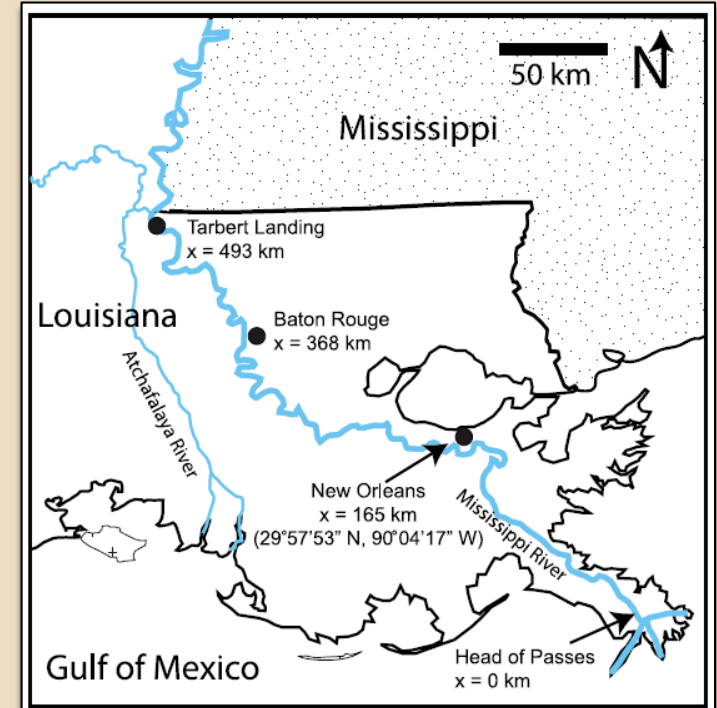 50 km
N
Mississippi
Tarbert Landing
x = 493 km
Louisiana
Baton Rouge
x = 368 km
Atchafalaya River
New Orleans
x = 165 km
(29°57'53” N, 90°04'17” W)
Mississippi River
Head of Passes
x = 0 km
Gulf of Mexico